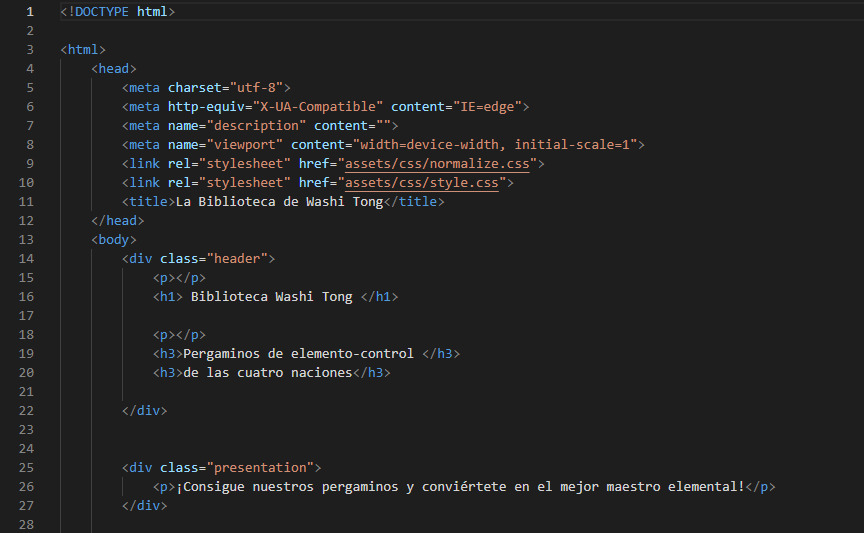 1 <!DOCTYPE html>
2
3 <html>
4     <head>
5         <meta charset="utf-8">
6         <meta http-equiv="X-UA-Compatible" content="IE=edge">
7         <meta name="description" content="">
8         <meta name="viewport" content="width=device-width, initial-scale=1">
9         <link rel="stylesheet" href="assets/css/normalize.css">
10         <link rel="stylesheet" href="assets/css/style.css">
11         <title>La Biblioteca de Washi Tong</title>
12     </head>
13     <body>
14         <div class="header">
15             <p></p>
16             <h1> Biblioteca Washi Tong </h1>
17
18             <p></p>
19             <h3>Pergaminos de elemento-control </h3>
20             <h3>de las cuatro naciones</h3>
21
22         </div>
23
24
25         <div class="presentation">
26             <p>¡Consigue nuestros pergaminos y conviértete en el mejor maestro elemental!</p>
27         </div>
28